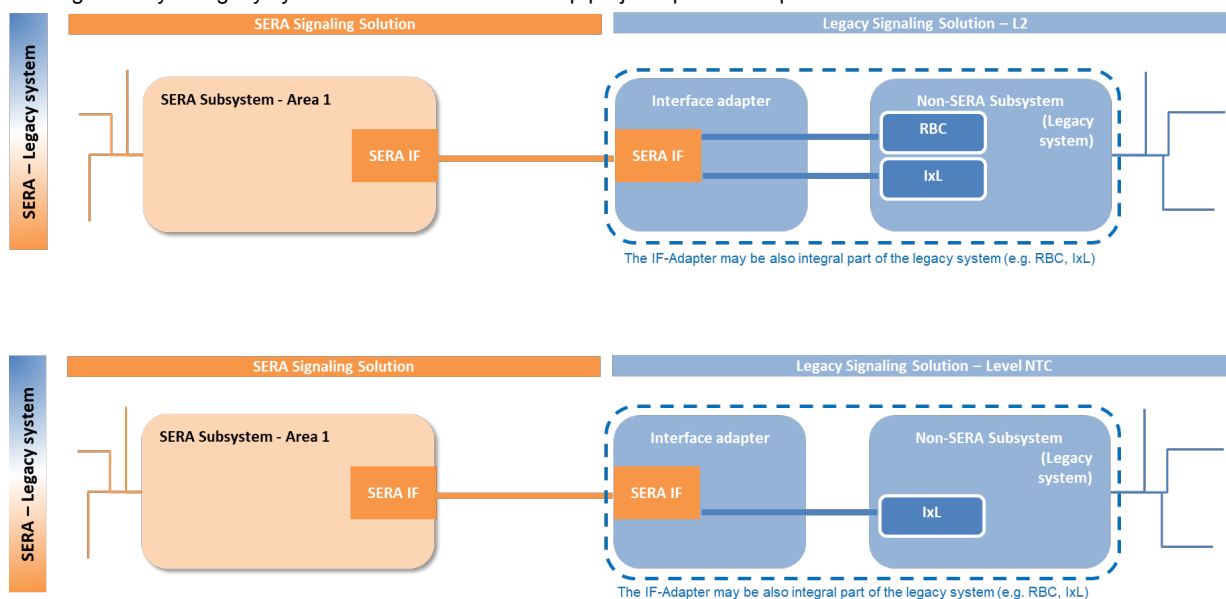 SERA Signaling Solution
Legacy Signaling Solution – L2
SERA – Legacy system
SERA Subsystem - Area 1
SERA IF
Interface adapter
SERA IF
Non-SERA Subsystem
(Legacy
system)
RBC
IxL
The IF-Adapter may be also integral part of the legacy system (e.g. RBC, IxL)
SERA Signaling Solution
Legacy Signaling Solution – Level NTC
SERA – Legacy system
SERA Subsystem - Area 1
SERA IF
Interface adapter
SERA IF
Non-SERA Subsystem
(Legacy
system)
IxL
The IF-Adapter may be also integral part of the legacy system (e.g. RBC, IxL)